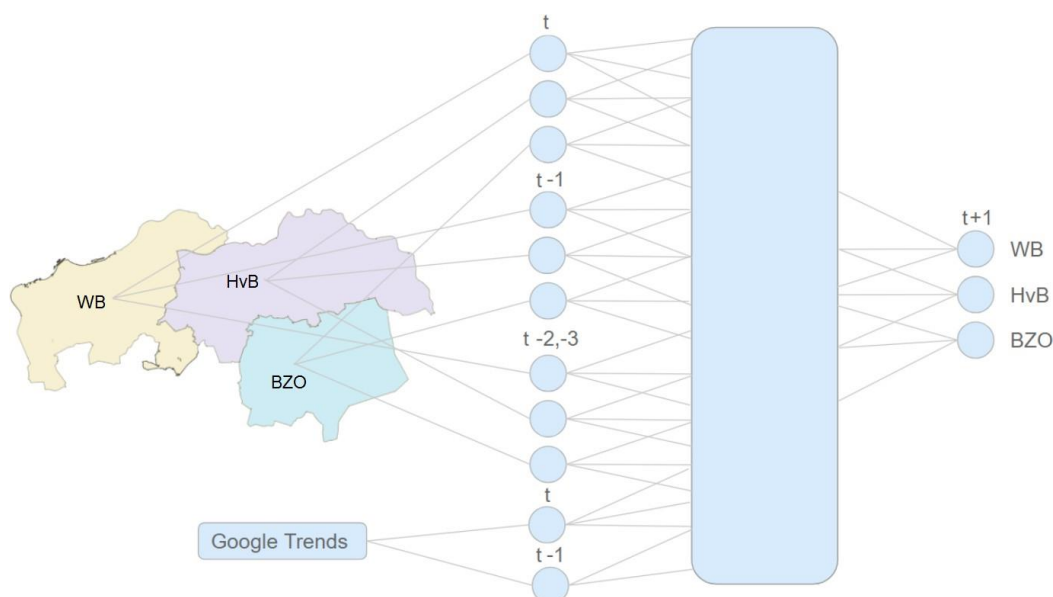 t
t -1
t+1
WB
HvB
WB
HvB
t -2,-3
BZO
BZO
t
Google Trends
t -1